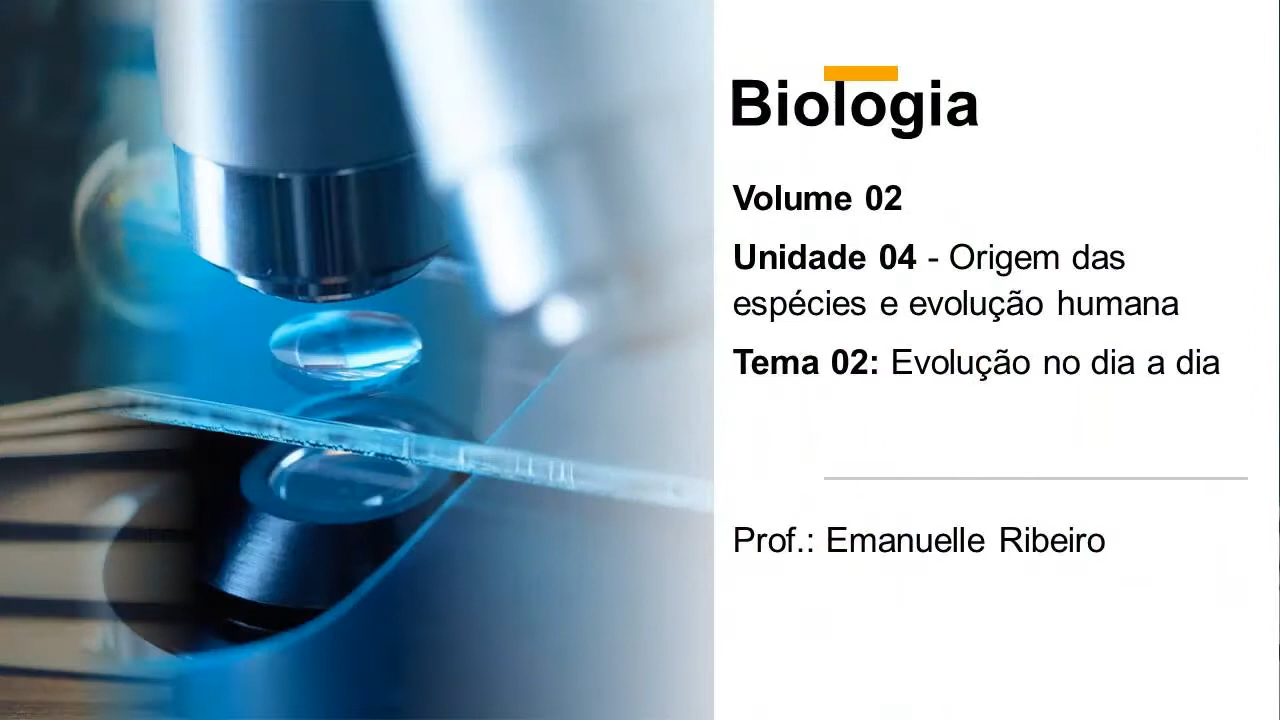 Biologia
Volume 02
Unidade 04 - Origem das
espécies e evolução humana
Tema 02: Evolução no dia a dia
Prof.: Emanuelle Ribeiro